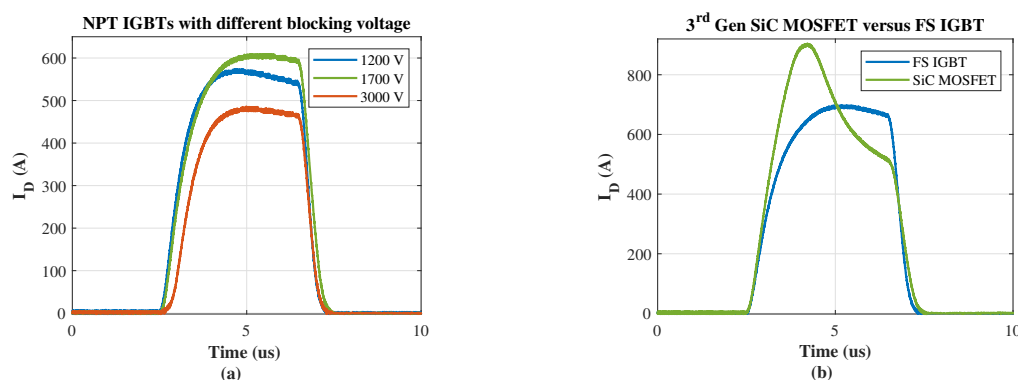 NPT IGBTs with different blocking voltage
600
500
400
300
200
100
0
I_D (A)
1200 V
1700 V
3000 V
0
5
10
Time (us)
(a)
3rd Gen SiC MOSFET versus FS IGBT
800
600
400
200
0
I_D (A)
FS IGBT
SiC MOSFET
0
5
10
Time (us)
(b)